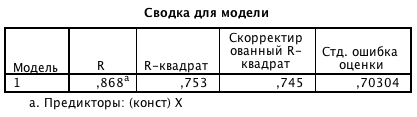 Сводка для модели
Модель R R-квадрат Скорректир ованный R-квадрат Стд. ошибка оценки
1 ,868a ,753 ,745 ,70304
a. Предикторы: (конст) X